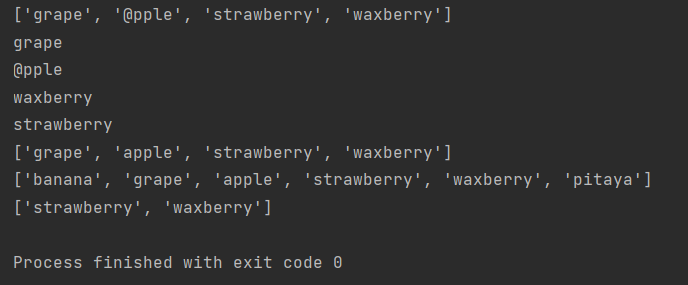 ['grape', '@pple', 'strawberry', 'waxberry']
grape
@pple
waxberry
strawberry
['grape', 'apple', 'strawberry', 'waxberry']
['banana', 'grape', 'apple', 'strawberry', 'waxberry', 'pitaya']
['strawberry', 'waxberry']
Process finished with exit code 0